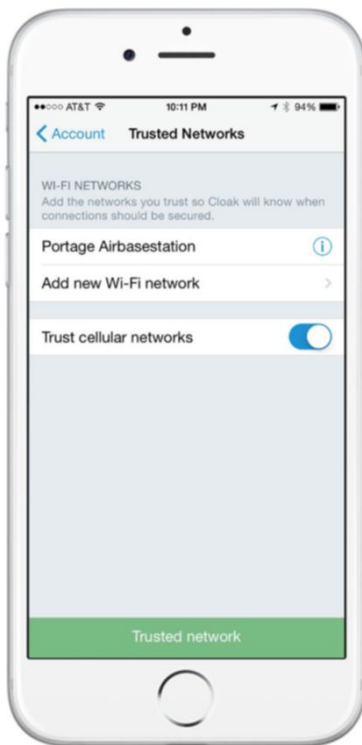 AT&T 10:11 PM 94%
Account Trusted Networks
WI-FI NETWORKS
Add the networks you trust so Cloak will know when
connections should be secured.
Portage Airbasestation
Add new Wi-Fi network
Trust cellular networks
Trusted network